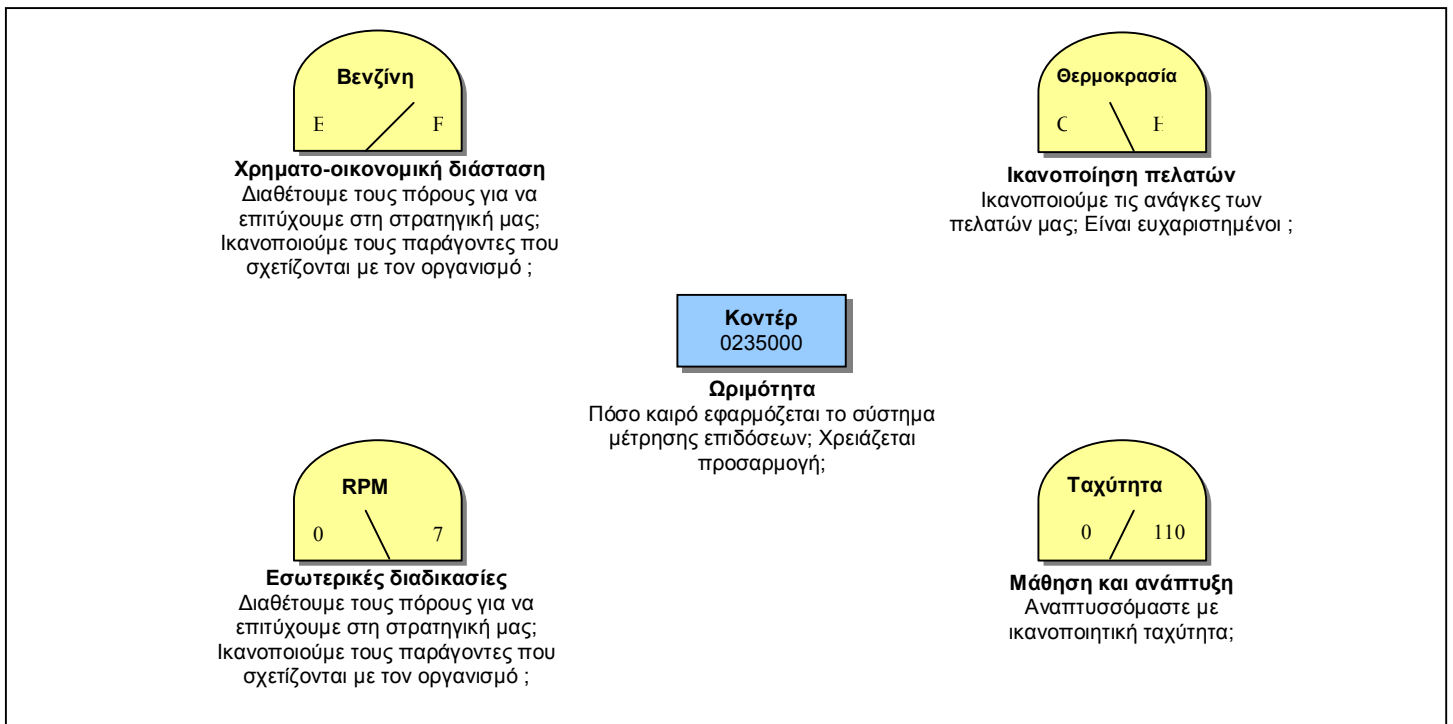 Βενζίνη
E F
Χρηματο-οικονομική διάσταση
Διαθέτουμε τους πόρους για να
επιτύχουμε στη στρατηγική μας;
Ικανοποιούμε τους παράγοντες που
σχετίζονται με τον οργανισμό ;
Θερμοκρασία
C
Ικανοποίηση πελατών
Ικανοποιούμε τις ανάγκες των
πελατών μας; Είναι ευχαριστημένοι ;
Κοντέρ
0235000
Ωριμότητα
Πόσο καιρό εφαρμόζεται το σύστημα
μέτρησης επιδόσεων; Χρειάζεται
προσαρμογή;
RPM
0 7
Εσωτερικές διαδικασίες
Διαθέτουμε τους πόρους για να
επιτύχουμε στη στρατηγική μας;
Ικανοποιούμε τους παράγοντες που
σχετίζονται με τον οργανισμό ;
Ταχύτητα
0 110
Μάθηση και ανάπτυξη
Αναπτυσσόμαστε με
ικανοποιητική ταχύτητα;